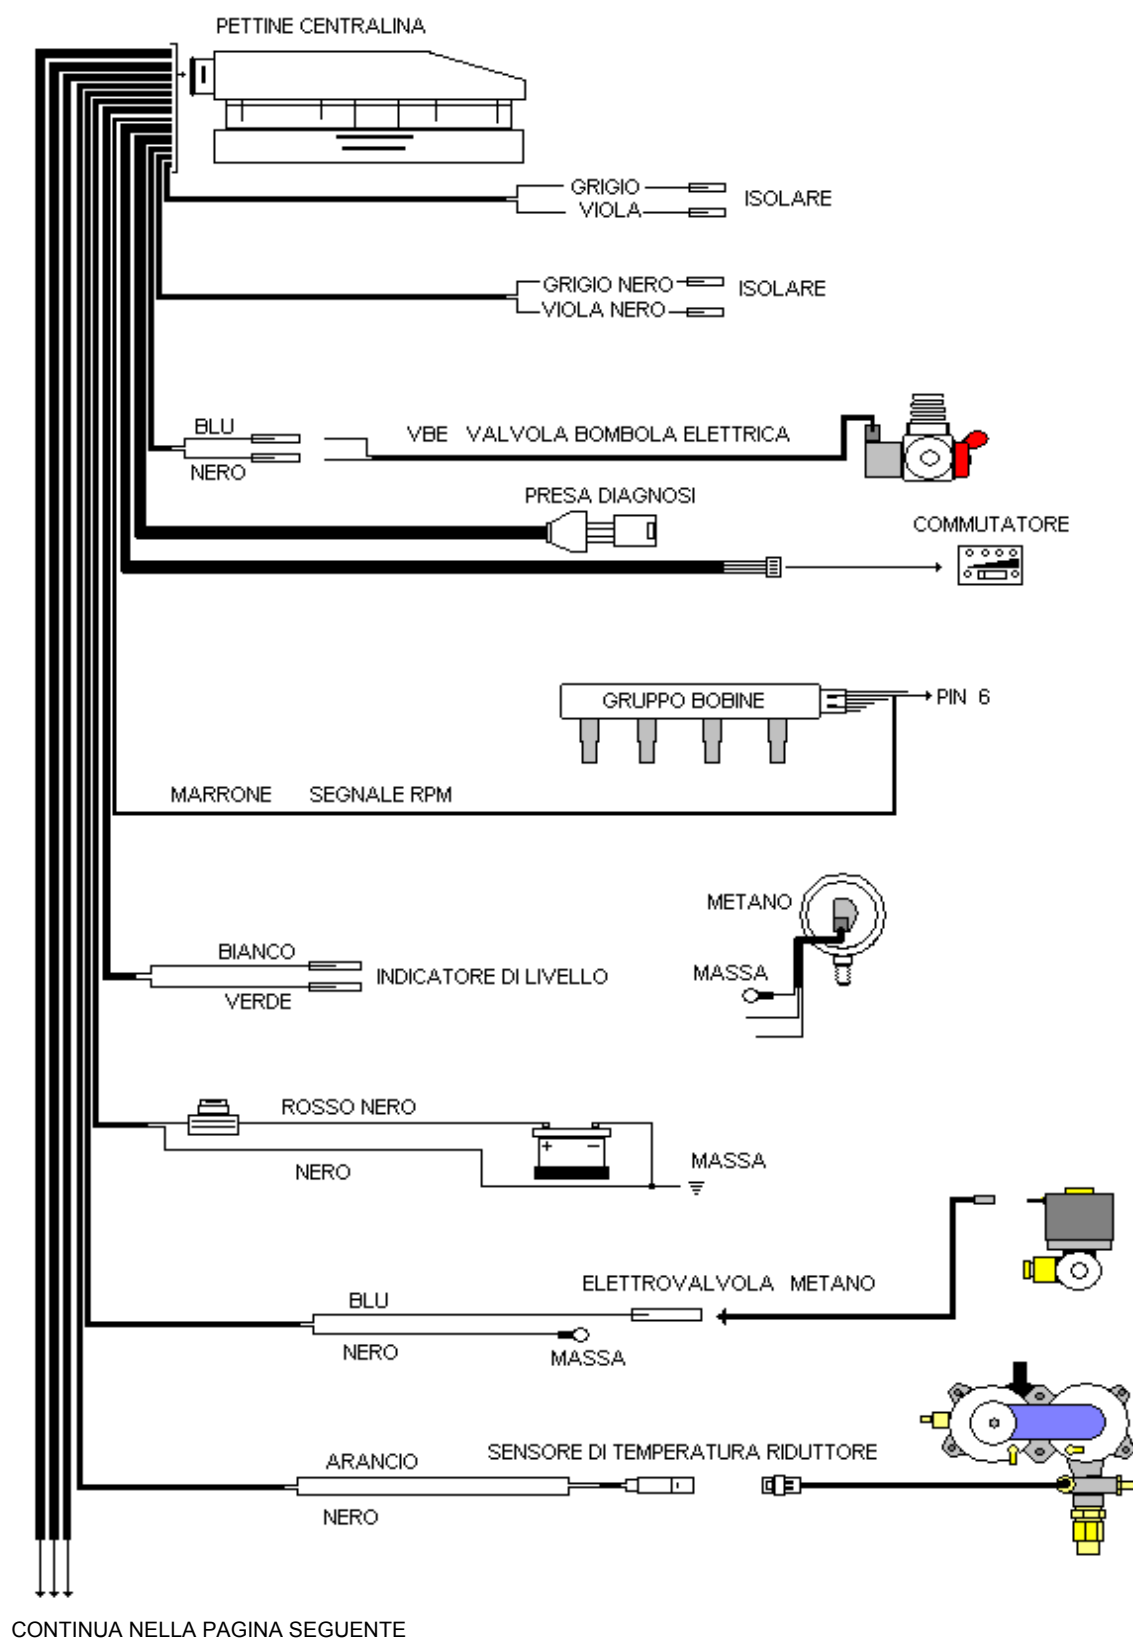 PETTINE CENTRALINA
GRIGIO
VIOLA
ISOLARE
GRIGIO NERO
VIOLA NERO
ISOLARE
BLU
NERO
VBE VALVOLA BOMBOLA ELETTRICA
PRESA DIAGNOSI
COMMUTATORE
GRUPPO BOBINE
PIN 6
MARRONE SEGNALE RPM
METANO
MASSA
BIANCO
VERDE
INDICATORE DI LIVELLO
ROSSO NERO
+ –
NERO
MASSA
ELETTROVALVOLA METANO
BLU
NERO
MASSA
SENSORE DI TEMPERATURA RIDUTTORE
ARANCIO
NERO
CONTINUA NELLA PAGINA SEGUENTE